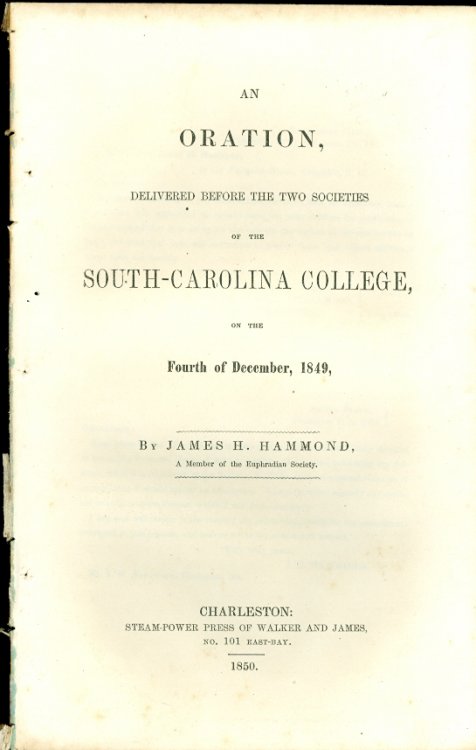 AN
ORATION,
DELIVERED BEFORE THE TWO SOCIETIES
OF THE
SOUTH-CAROLINA COLLEGE,
ON THE
Fourth of December, 1849,
BY JAMES H. HAMMOND,
A Member of the Euphradian Society.
CHARLESTON:
STEAM-POWER PRESS OF WALKER AND JAMES,
NO. 101 EAST-BAY.
1850.